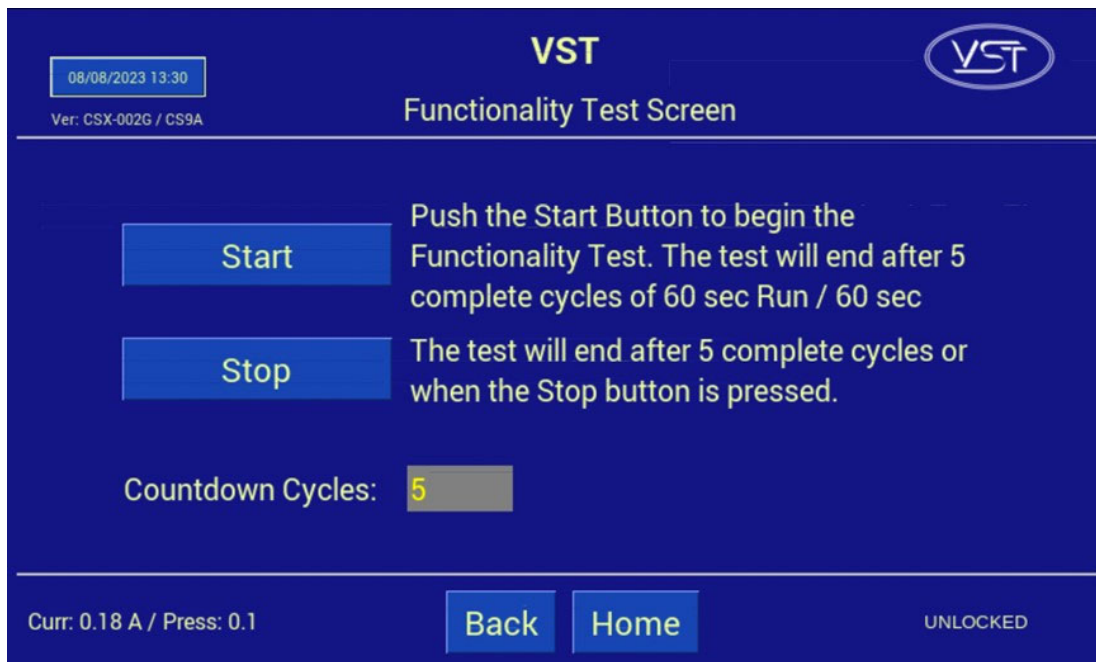 VST
VST
08/08/2023 13:30
Ver: CSX-002G / CS9A
Functionality Test Screen
Start
Push the Start Button to begin the
Functionality Test. The test will end after 5
complete cycles of 60 sec Run / 60 sec
Stop
The test will end after 5 complete cycles or
when the Stop button is pressed.
Countdown Cycles:
5
Curr: 0.18 A / Press: 0.1
Back
Home
UNLOCKED